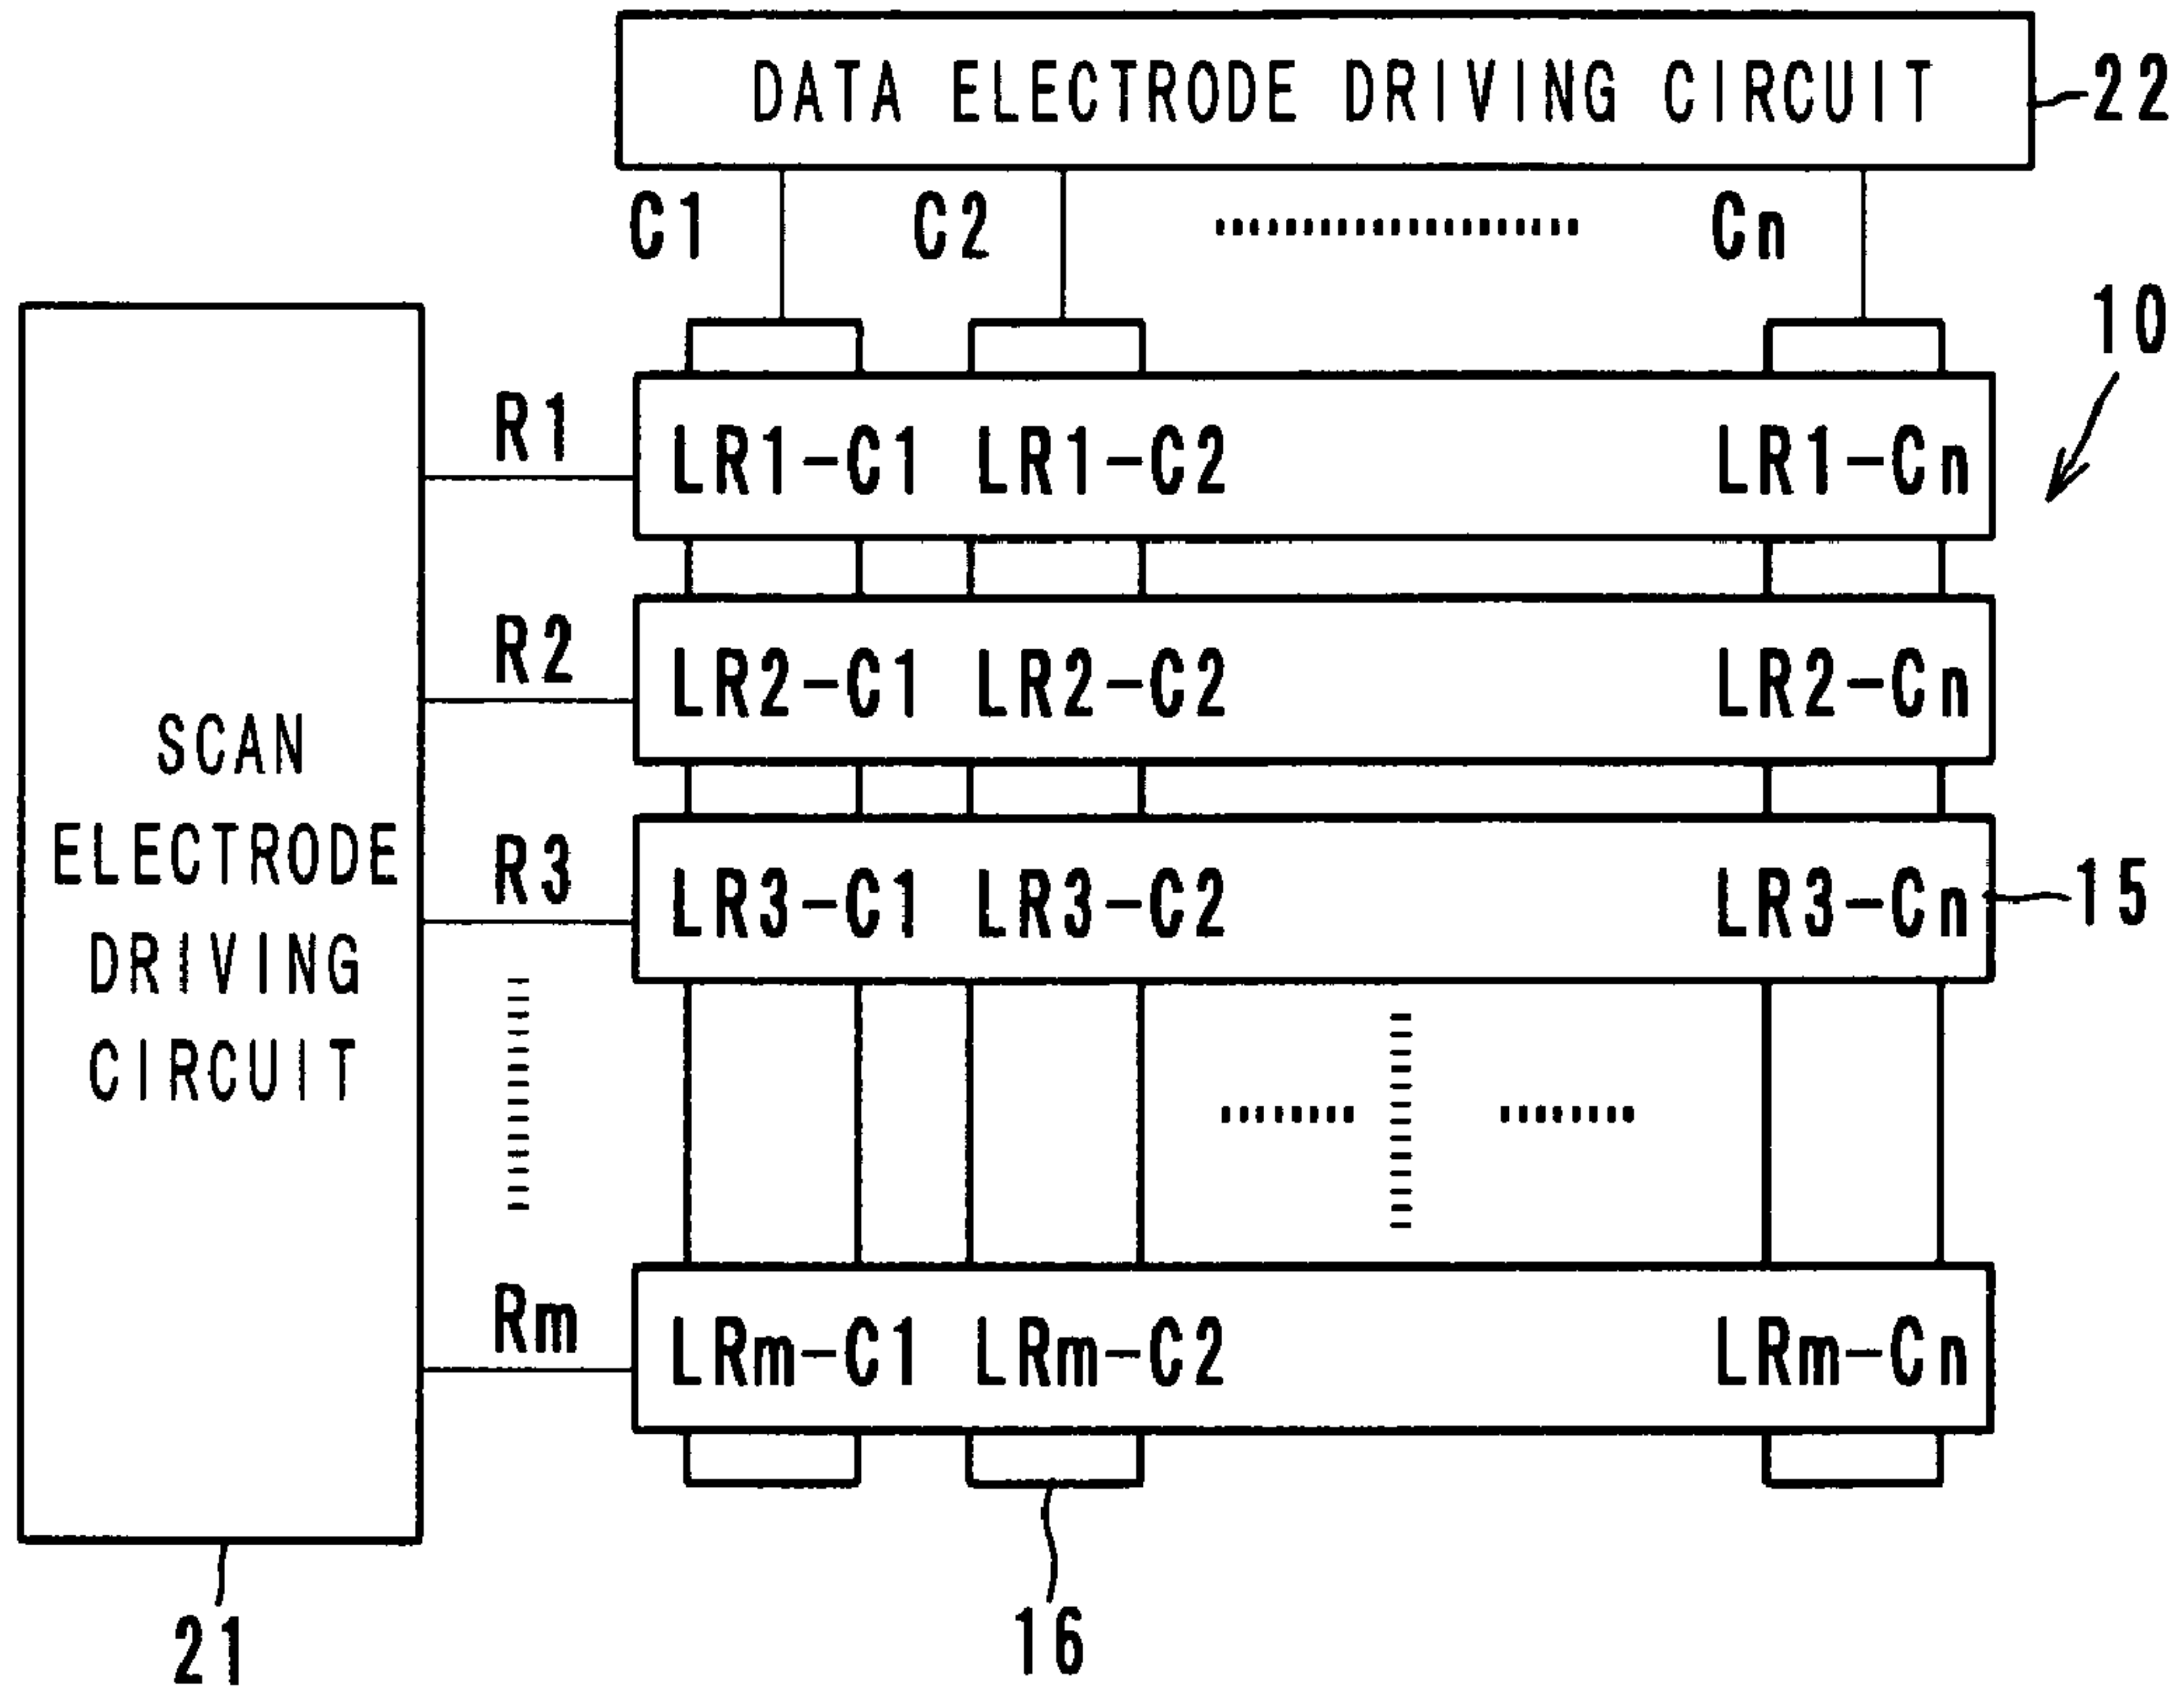 DATA ELECTRODE DRIVING CIRCUIT
22
C1 C2 Cn
10
R1
LR1-C1 LR1-C2 LR1-Cn
R2
LR2-C1 LR2-C2 LR2-Cn
SCAN
ELECTRODE
DRIVING
CIRCUIT
R3
LR3-C1 LR3-C2 LR3-Cn
15
Rm
LRm-C1 LRm-C2 LRm-Cn
21
16